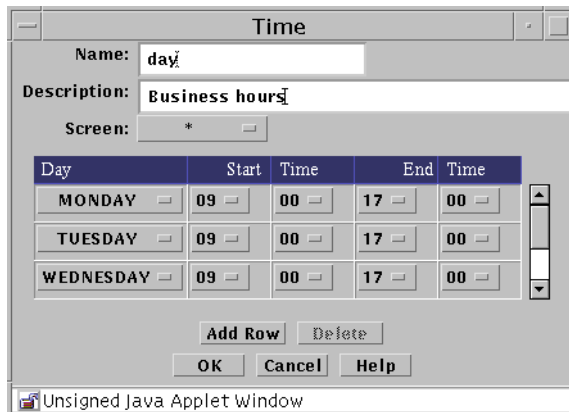 Time
Name: day
Description: Business hours
Screen: *
Day Start Time End Time
MONDAY 09 00 17 00
TUESDAY 09 00 17 00
WEDNESDAY 09 00 17 00
Add Row Delete
OK Cancel Help
Unsigned Java Applet Window